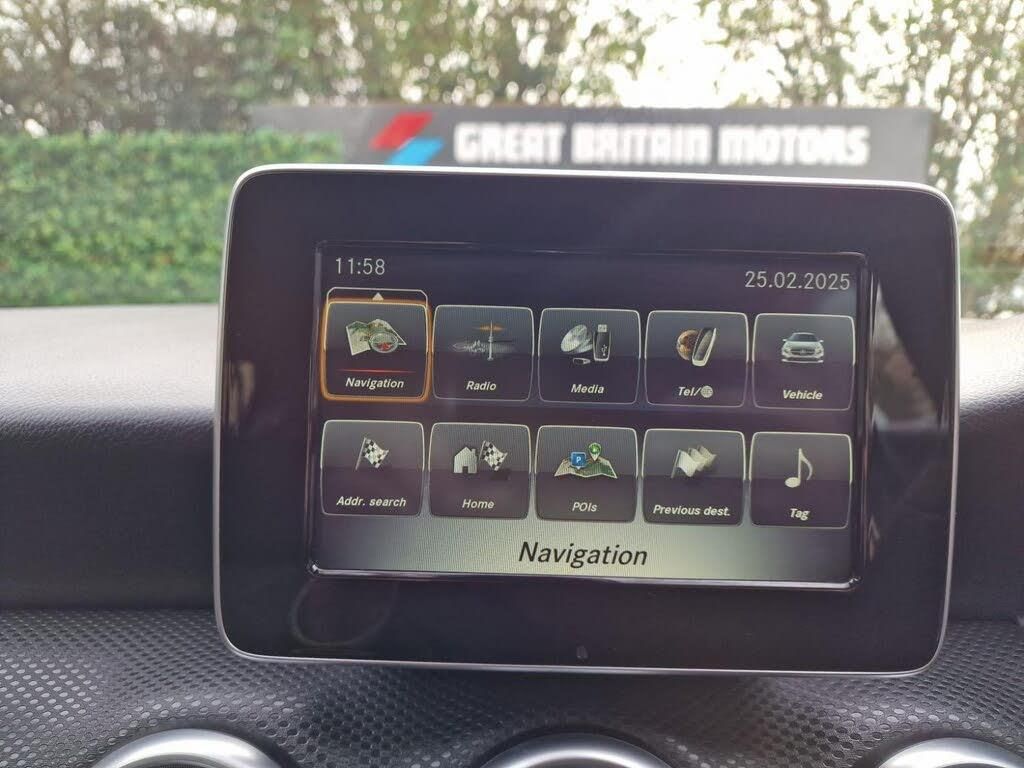 GREAT BRITAIN MOTORS
11:58
25.02.2025
Navigation
Radio
Media
Tel/
Vehicle
Addr. search
Home
P
POIs
Previous dest.
Tag
Navigation